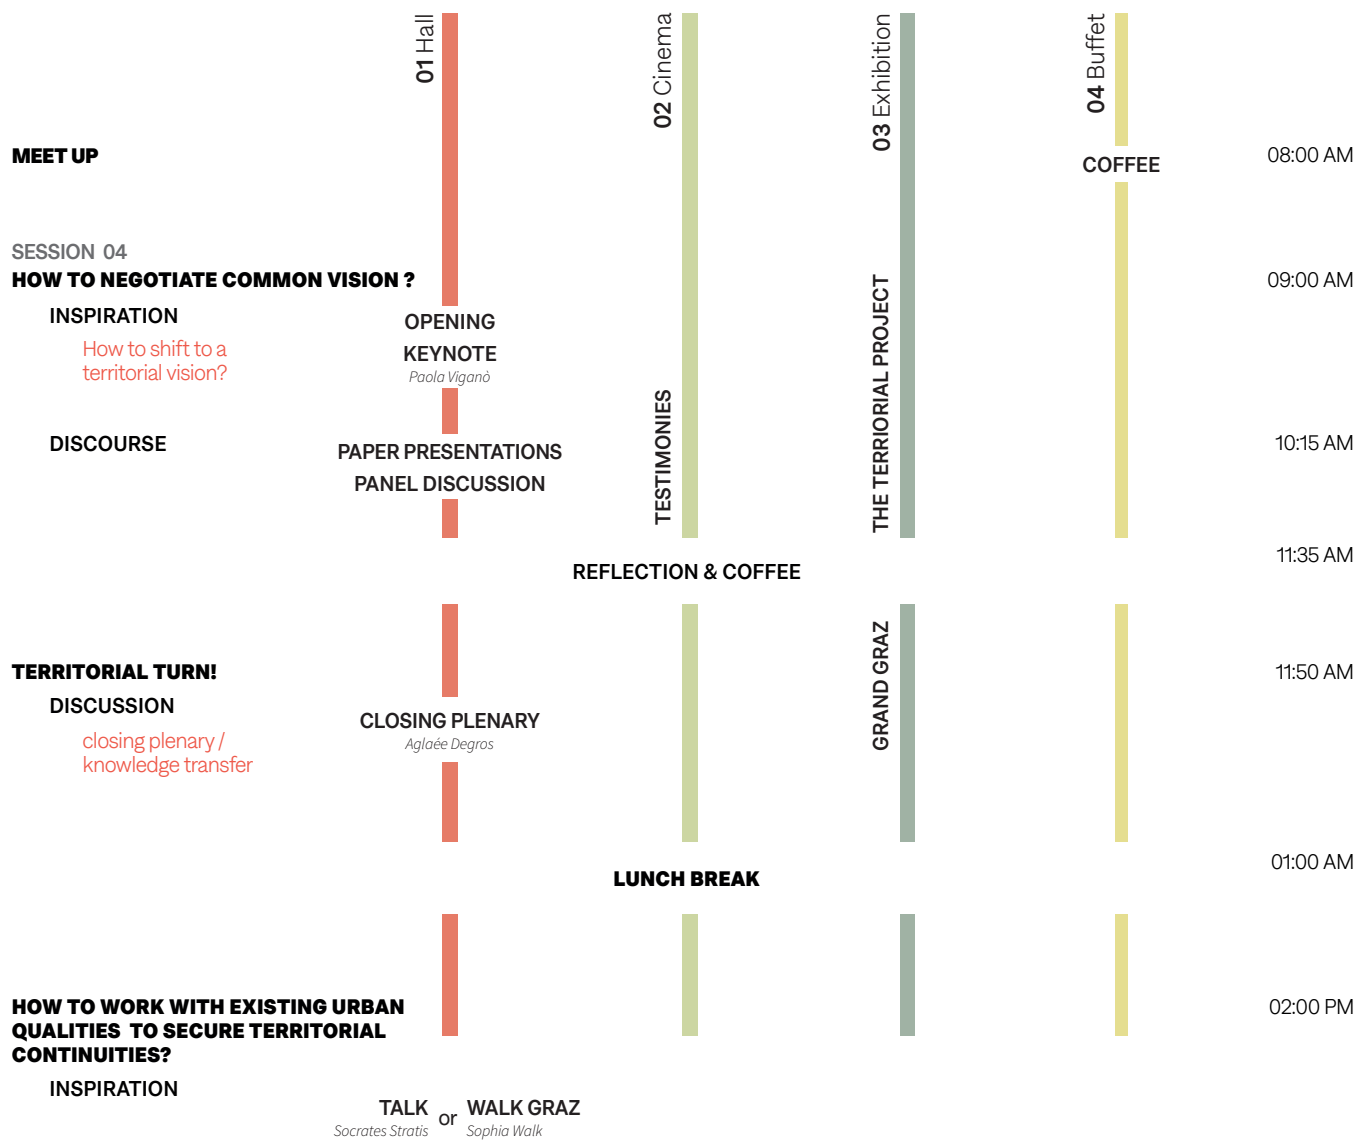 01 Hall
02 Cinema
03 Exhibition
04 Buffet
MEET UP
COFFEE
08:00 AM
SESSION 04
HOW TO NEGOTIATE COMMON VISION ?
09:00 AM
INSPIRATION
How to shift to a
territorial vision?
OPENING
KEYNOTE
Paola Viganò
TESTIMONIES
THE TERRIORIAL PROJECT
DISCOURSE
PAPER PRESENTATIONS
PANEL DISCUSSION
10:15 AM
REFLECTION & COFFEE
11:35 AM
TERRITORIAL TURN!
11:50 AM
DISCUSSION
closing plenary /
knowledge transfer
CLOSING PLENARY
Aglaée Degros
GRAND GRAZ
LUNCH BREAK
01:00 AM
HOW TO WORK WITH EXISTING URBAN
QUALITIES TO SECURE TERRITORIAL
CONTINUITIES?
02:00 PM
INSPIRATION
TALK or WALK GRAZ
Socrates Stratis Sophia Walk